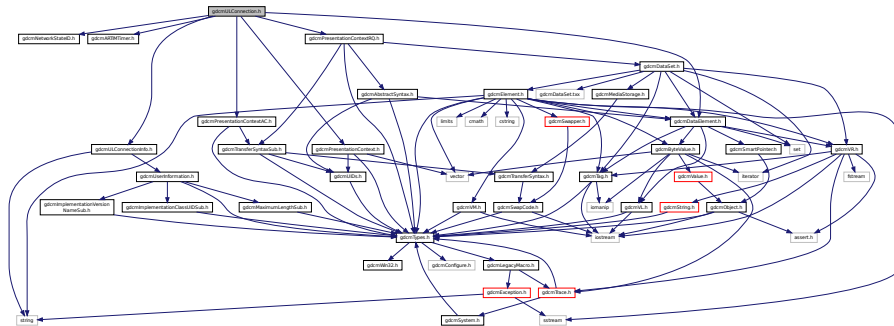 gdcmULConnection.h
gdcmNetworkStateID.h
gdcmARTIMTimer.h
gdcmPresentationContextRQ.h
gdcmDataSet.h
gdcmElement.h
gdcmDataSet.txx
gdcmMediaStorage.h
gdcmAbstractSyntax.h
gdcmPresentationContextAC.h
limits
cmath
cstring
gdcmSwapper.h
gdcmDataElement.h
gdcmULConnectionInfo.h
gdcmTransferSyntaxSub.h
gdcmPresentationContext.h
gdcmByteValue.h
gdcmSmartPointer.h
set
gdcmVR.h
gdcmUserInformation.h
gdcmUIDs.h
vector
gdcmTransferSyntax.h
gdcmTag.h
gdcmValue.h
iterator
fstream
gdcmImplementationVersion
NameSub.h
gdcmImplementationClassUIDSub.h
gdcmMaximumLengthSub.h
gdcmVM.h
gdcmSwapCode.h
iomanip
gdcmVL.h
gdcmString.h
gdcmObject.h
gdcmTypes.h
iostream
assert.h
gdcmWin32.h
gdcmConfigure.h
gdcmLegacyMacro.h
gdcmException.h
gdcmTrace.h
string
gdcmSystem.h
sstream